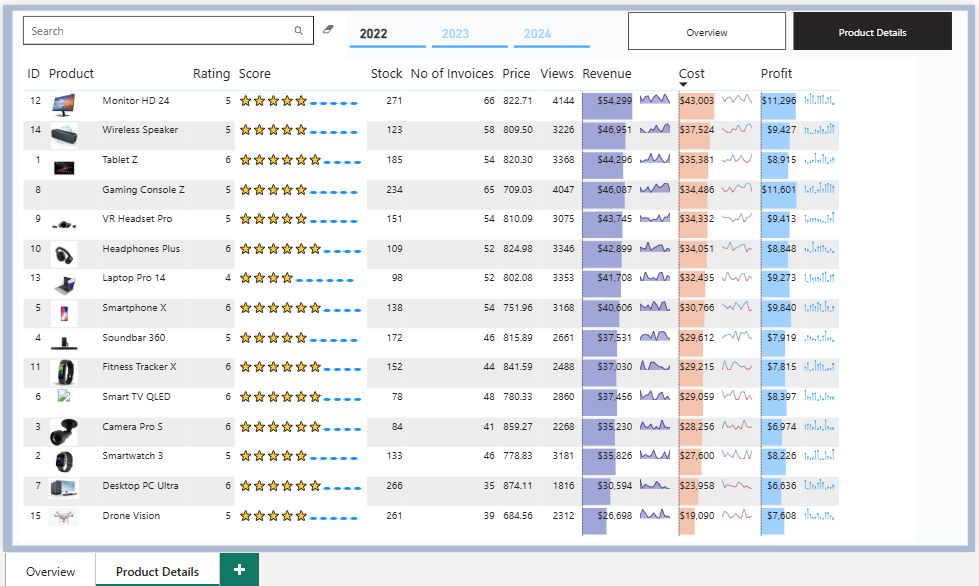 Search 2022 2023 2024 Overview Product Details
ID Product Rating Score Stock No of Invoices Price Views Revenue Cost Profit
12 Monitor HD 24 5 271 66 822.71 4144 $54,299 $43,003 $11,296
14 Wireless Speaker 5 123 58 809.50 3226 $46,951 $37,524 $9,427
1 Tablet Z 6 185 54 820.30 3368 $44,296 $35,381 $8,915
8 Gaming Console Z 5 234 65 709.03 4047 $46,087 $34,486 $11,601
9 VR Headset Pro 5 151 54 810.09 3075 $43,745 $34,332 $9,413
10 Headphones Plus 6 109 52 824.98 3346 $42,899 $34,051 $8,848
13 Laptop Pro 14 4 98 52 802.08 3353 $41,708 $32,435 $9,273
5 Smartphone X 6 138 54 751.96 3168 $40,606 $30,766 $9,840
4 Soundbar 360 5 172 46 815.89 2661 $37,531 $29,612 $7,919
11 Fitness Tracker X 6 152 44 841.59 2488 $37,030 $29,215 $7,815
6 Smart TV QLED 6 78 48 780.33 2860 $37,456 $29,059 $8,397
3 Camera Pro S 6 84 41 859.27 2268 $35,230 $28,256 $6,974
2 Smartwatch 3 5 133 46 778.83 3181 $35,826 $27,600 $8,226
7 Desktop PC Ultra 6 266 35 874.11 1816 $30,594 $23,958 $6,636
15 Drone Vision 5 261 39 684.56 2312 $26,698 $19,090 $7,608
Overview Product Details +